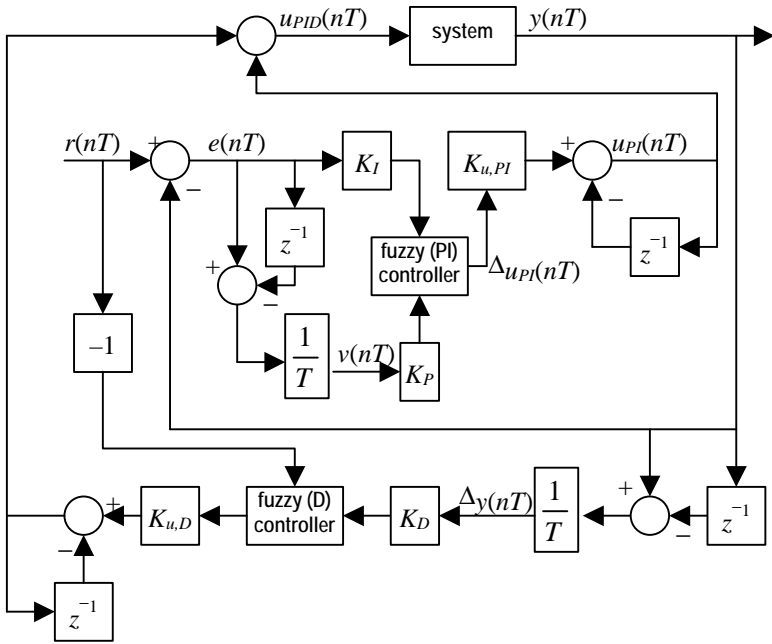 u_PID(nT)
system
y(nT)
r(nT)
+
−
e(nT)
K_I
K_u,PI
+
u_PI(nT)
−
z⁻¹
z⁻¹
fuzzy (PI)
controller
Δu_PI(nT)
+
−
−1
1
T
v(nT)
K_P
+
K_u,D
fuzzy (D)
controller
K_D
Δy(nT)
1
T
+
−
z⁻¹
−
z⁻¹